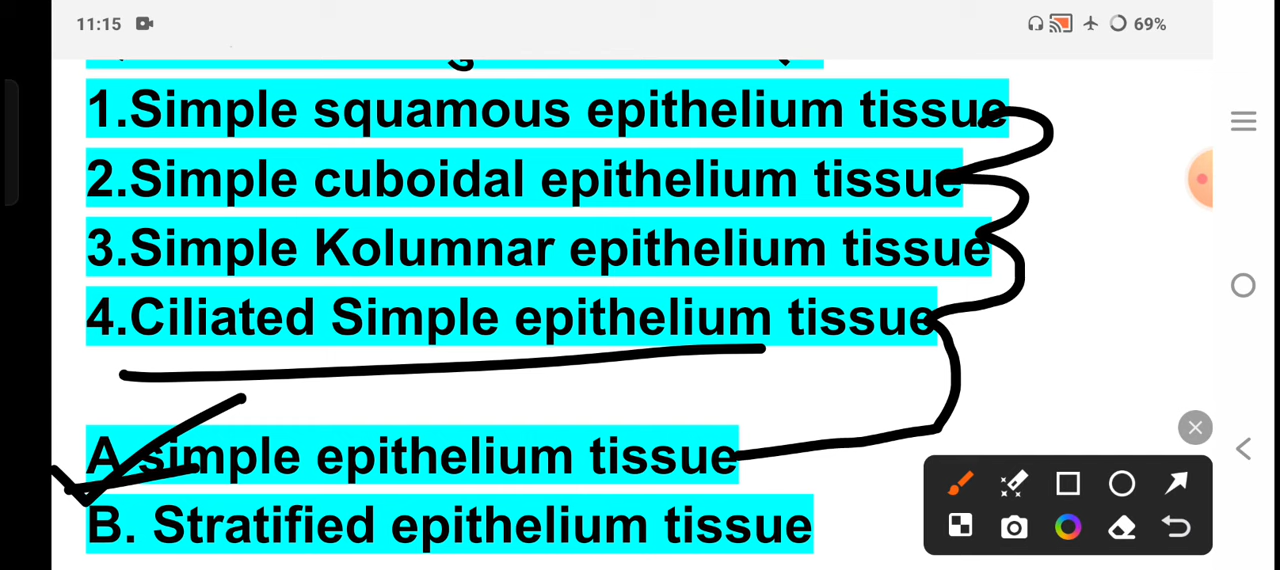 11:15
69%
1.Simple squamous epithelium tissue
2.Simple cuboidal epithelium tissue
3.Simple Kolumnar epithelium tissue
4.Ciliated Simple epithelium tissue
A simple epithelium tissue
B. Stratified epithelium tissue